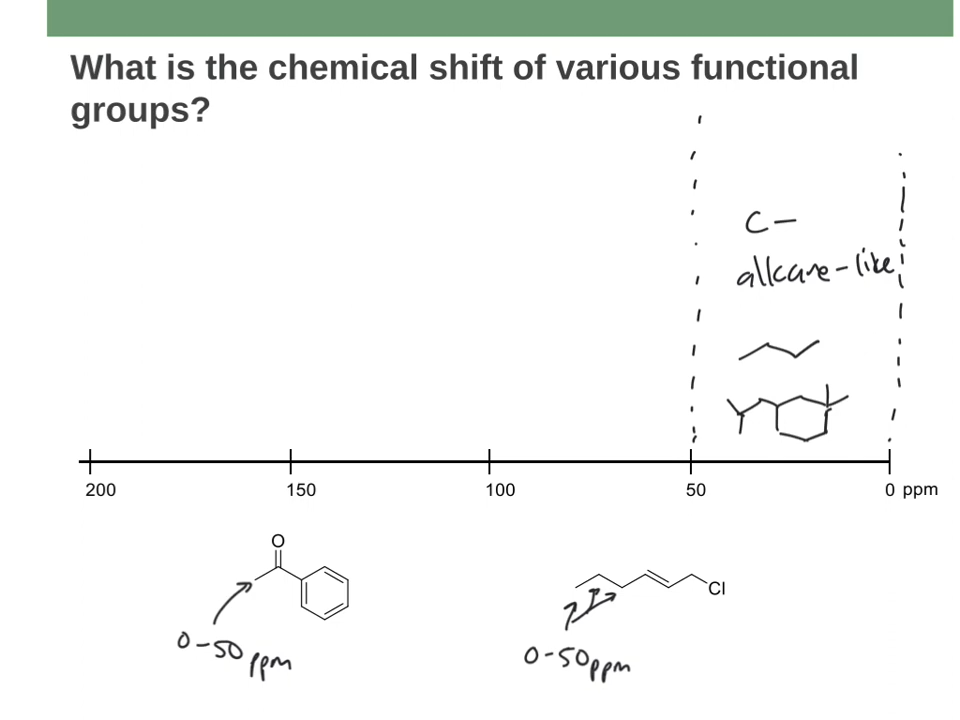 What is the chemical shift of various functional
groups?
C—
alkane-like
200 150 100 50 0 ppm
O
Cl
0-50 ppm
0-50ppm